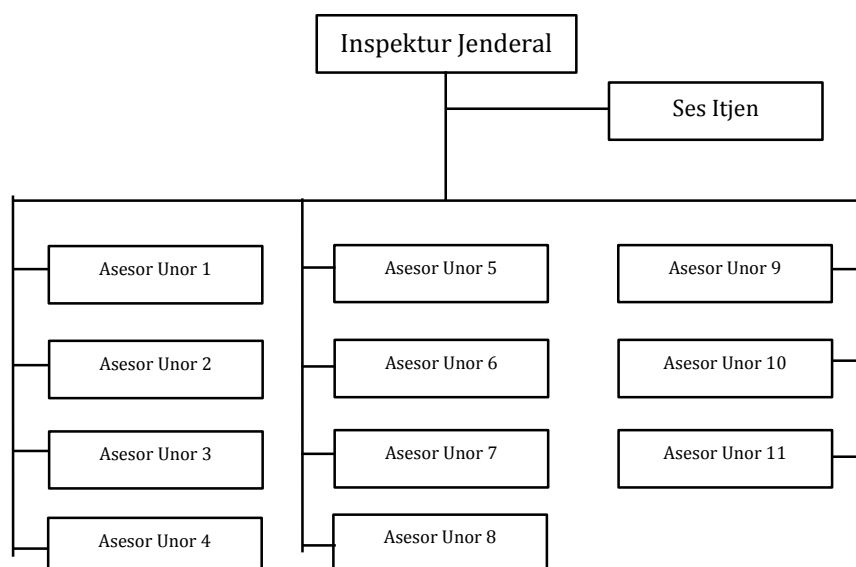 Inspektur Jenderal
Ses Itjen
Asesor Unor 1
Asesor Unor 5
Asesor Unor 9
Asesor Unor 2
Asesor Unor 6
Asesor Unor 10
Asesor Unor 3
Asesor Unor 7
Asesor Unor 11
Asesor Unor 4
Asesor Unor 8